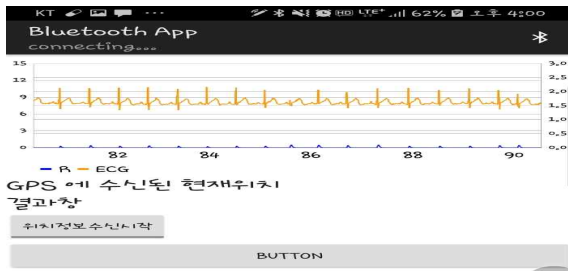 KT ... HD LTE+ 62% 오후 4:00
Bluetooth App
connecting...
15 3.0
12 2.5
9 2.0
6 1.5
3 1.0
0 0.5
0.0
82 84 86 88 90
R ECG
GPS 에 수신된 현재위치
결과창
위치정보수신시작
BUTTON